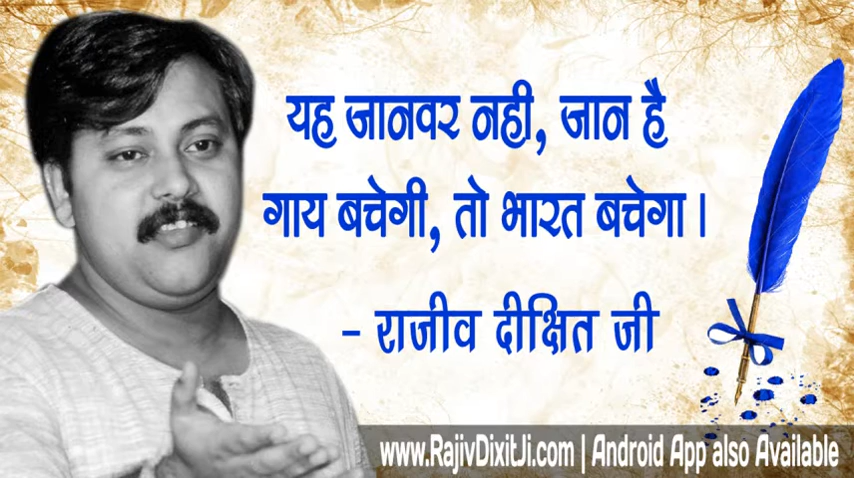 यह जानवर नही, जान है
गाय बचेगी, तो भारत बचेगा।
- राजीव दीक्षित जी
www.RajivDixitJi.com | Android App also Available